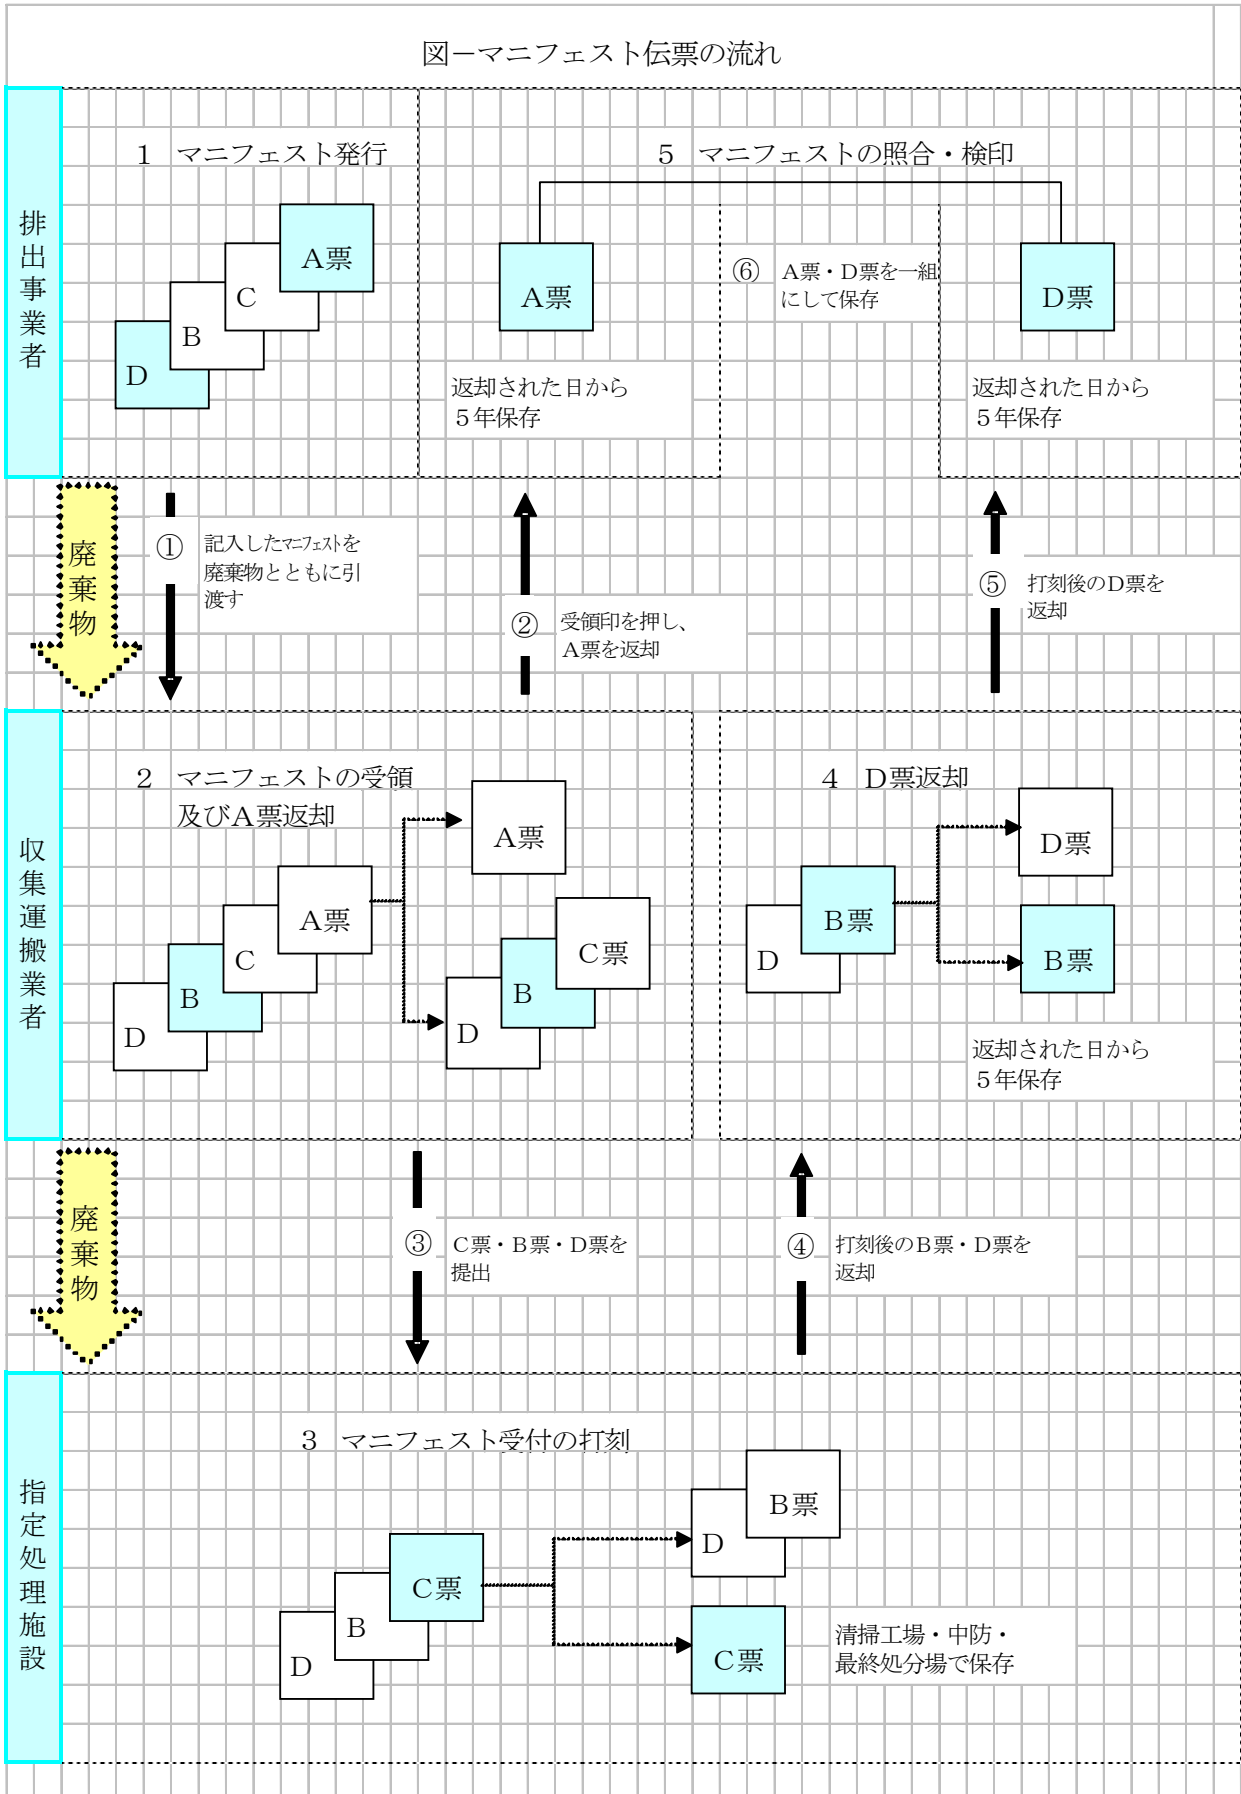 図－マニフェスト伝票の流れ
排出事業者
1　マニフェスト発行
A票
C
B
D
5　マニフェストの照合・検印
A票
⑥　A票・D票を一組
にして保存
D票
返却された日から
5年保存
返却された日から
5年保存
廃棄物
①　記入したマニフェストを
廃棄物とともに引
渡す
②　受領印を押し、
A票を返却
⑤　打刻後のD票を
返却
収集運搬業者
2　マニフェストの受領
及びA票返却
A票
C
B
D
A票
C票
B
D
4　D票返却
B票
D
D票
B票
返却された日から
5年保存
廃棄物
③　C票・B票・D票を
提出
④　打刻後のB票・D票を
返却
指定処理施設
3　マニフェスト受付の打刻
C票
B
D
B票
D
C票
清掃工場・中防・
最終処分場で保存